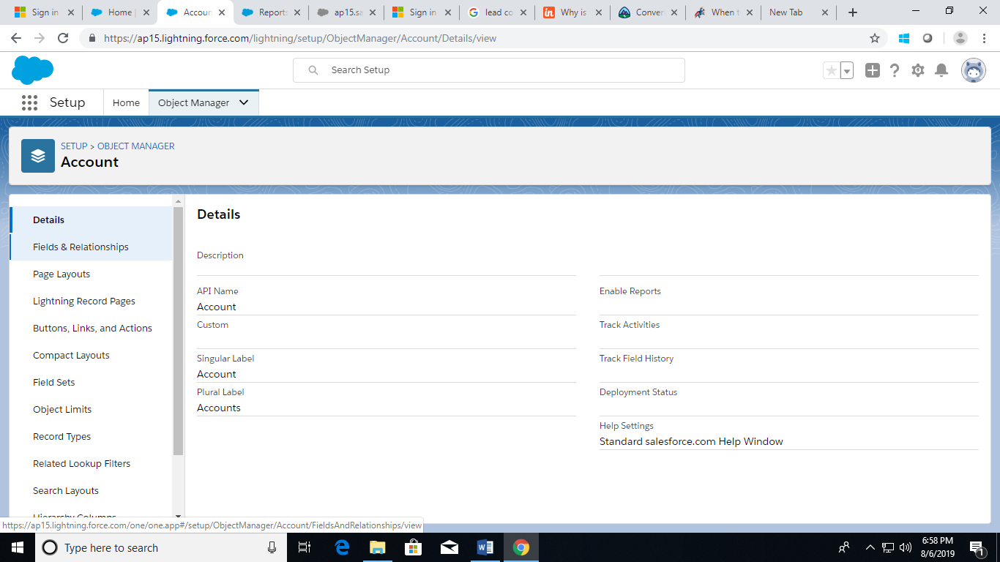 Sign in
Home |
Accoun
Reports
ap15.sa
Sign in
lead co
Why is
Conver
When t
New Tab
https://ap15.lightning.force.com/lightning/setup/ObjectManager/Account/Details/view
Search Setup
Setup
Home
Object Manager
SETUP > OBJECT MANAGER
Account
Details
Fields & Relationships
Page Layouts
Lightning Record Pages
Buttons, Links, and Actions
Compact Layouts
Field Sets
Object Limits
Record Types
Related Lookup Filters
Search Layouts
Hierarchy Columns
Details
Description
API Name
Account
Custom
Singular Label
Account
Plural Label
Accounts
Enable Reports
Track Activities
Track Field History
Deployment Status
Help Settings
Standard salesforce.com Help Window
https://ap15.lightning.force.com/one/one.app#/setup/ObjectManager/Account/FieldsAndRelationships/view
Type here to search
6:58 PM
8/6/2019
1